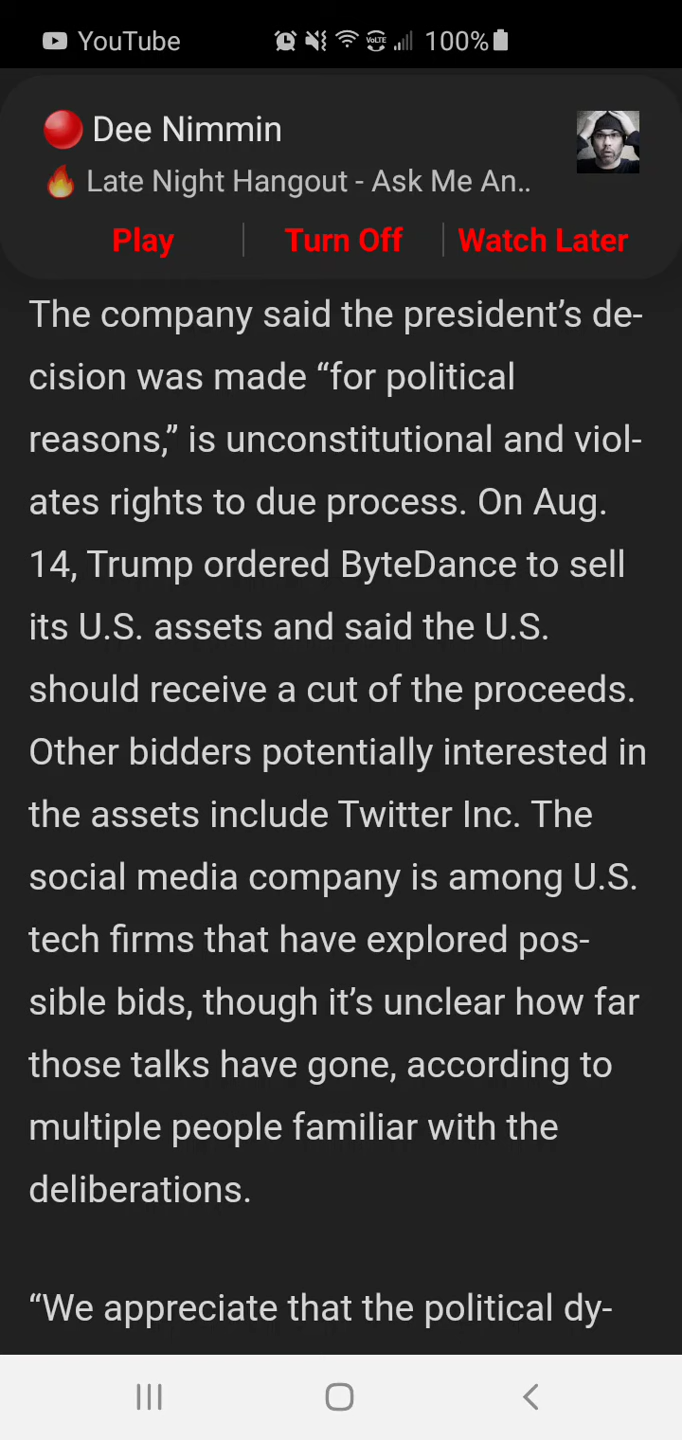 YouTube 100%
Dee Nimmin
Late Night Hangout - Ask Me An..
Play Turn Off Watch Later
The company said the president’s de-
cision was made “for political
reasons,” is unconstitutional and viol-
ates rights to due process. On Aug.
14, Trump ordered ByteDance to sell
its U.S. assets and said the U.S.
should receive a cut of the proceeds.
Other bidders potentially interested in
the assets include Twitter Inc. The
social media company is among U.S.
tech firms that have explored pos-
sible bids, though it’s unclear how far
those talks have gone, according to
multiple people familiar with the
deliberations.
“We appreciate that the political dy-